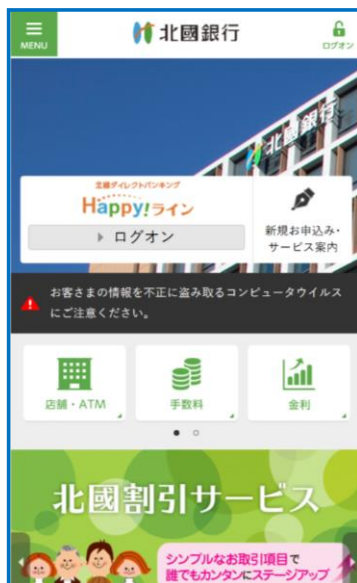 MENU
北國銀行
ログオン
北國銀行
北國ダイレクトバンキング
Happy!ライン
ログオン
新規お申込み・
サービス案内
お客さまの情報を不正に盗み取るコンピュータウイルス
にご注意ください。
店舗・ATM
手数料
金利
北國割引サービス
シンプルなお取引項目で
誰でもカンタンにステージアップ